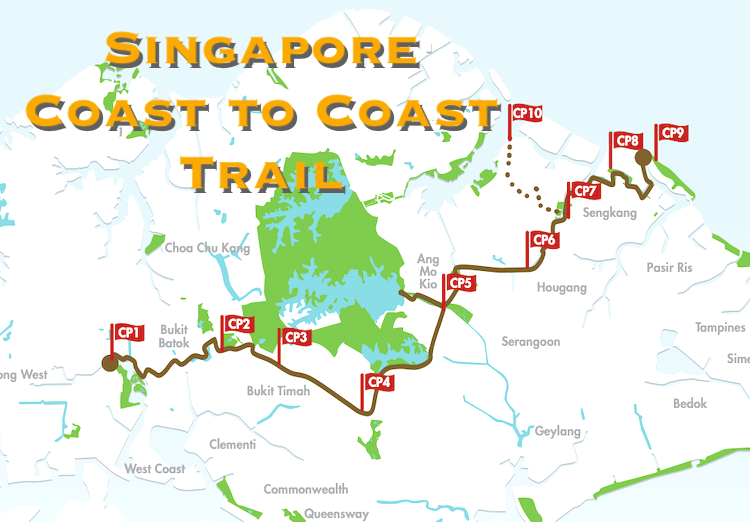 SINGAPORE
COAST TO COAST
TRAIL
CP10
CP8
CP9
CP7
Sengkang
Choa Chu Kang
CP6
Ang
Mo
Kio
Pasir Ris
CP5
Hougang
CP1
Bukit
Batok
CP2
CP3
Serangoon
Tampines
Sime
ong West
CP4
Bukit Timah
Bedok
Geylang
Clementi
West Coast
Commonwealth
Queensway